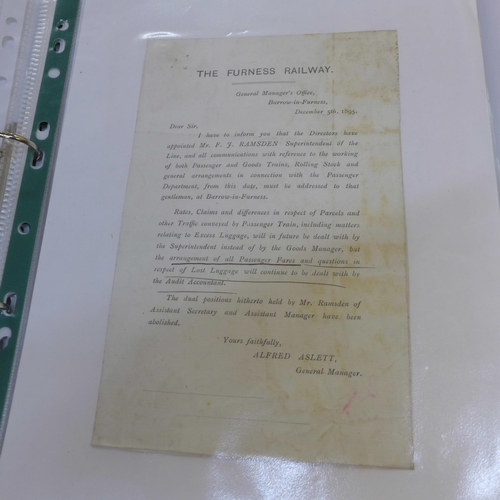 THE FURNESS RAILWAY.
General Manager's Office,
Barrow-in-Furness,
December 5th, 1895.
Dear Sir,
I have to inform you that the Directors have
appointed Mr. F. J. RAMSDEN Superintendent of the
Line, and all communications with reference to the working
of both Passenger and Goods Trains, Rolling Stock and
general arrangements in connection with the Passenger
Department, from this date, must be addressed to that
gentleman, at Barrow-in-Furness.
Rates, Claims and differences in respect of Parcels and
other Traffic conveyed by Passenger Train, including matters
relating to Excess Luggage, will in future be dealt with by
the Superintendent instead of by the Goods Manager, but
the arrangement of all Passenger Fares and questions in
respect of Lost Luggage will continue to be dealt with by
the Audit Accountant.
The dual positions hitherto held by Mr. Ramsden of
Assistant Secretary and Assistant Manager have been
abolished.
Yours faithfully,
ALFRED ASLETT,
General Manager.